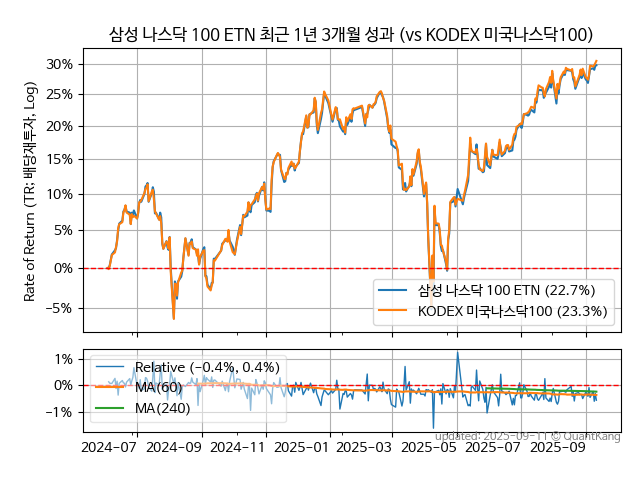 삼성 나스닥 100 ETN 최근 1년 3개월 성과 (vs KODEX 미국나스닥100)
Rate of Return (TR: 배당재투자, Log)
30%
25%
20%
15%
10%
5%
0%
−5%
삼성 나스닥 100 ETN (22.7%)
KODEX 미국나스닥100 (23.3%)
1%
0%
−1%
Relative (−0.4%, 0.4%)
MA(60)
MA(240)
updated: 2025-09-11 © QuantKang
2024-07 2024-09 2024-11 2025-01 2025-03 2025-05 2025-07 2025-09